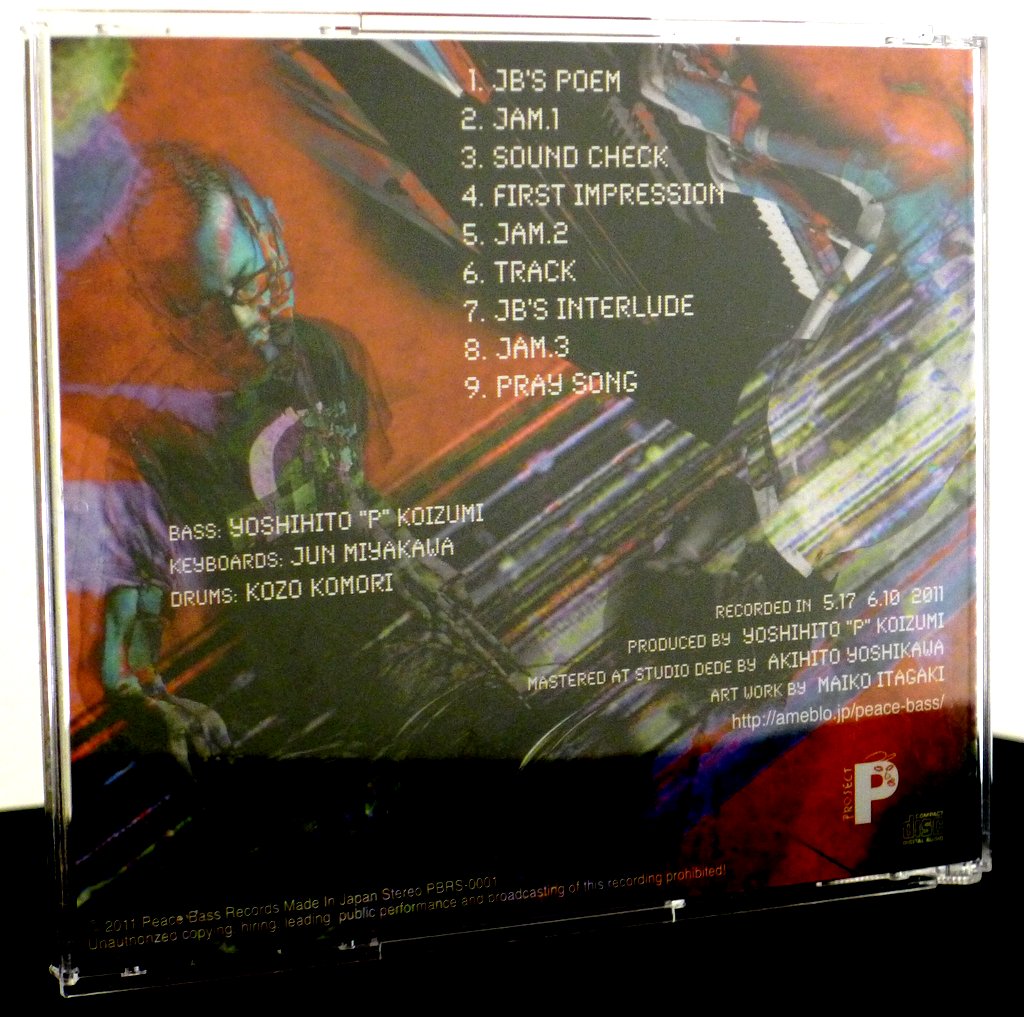 1. JB'S POEM
2. JAM.1
3. SOUND CHECK
4. FIRST IMPRESSION
5. JAM.2
6. TRACK
7. JB'S INTERLUDE
8. JAM.3
9. PRAY SONG
BASS: YOSHIHITO "P" KOIZUMI
KEYBOARDS: JUN MIYAKAWA
DRUMS: KOZO KOMORI
RECORDED IN 5.17 6.10 2011
PRODUCED BY YOSHIHITO "P" KOIZUMI
MASTERED AT STUDIO DEDE BY AKIHITO YOSHIKAWA
ART WORK BY MAIKO ITAGAKI
http://ameblo.jp/peace-bass/
PROJECT P
COMPACT
disc
DIGITAL AUDIO
© 2011 Peace Bass Records Made In Japan Stereo PBRS-0001
Unauthorized copying, hiring, leading, public performance and broadcasting of this recording prohibited!